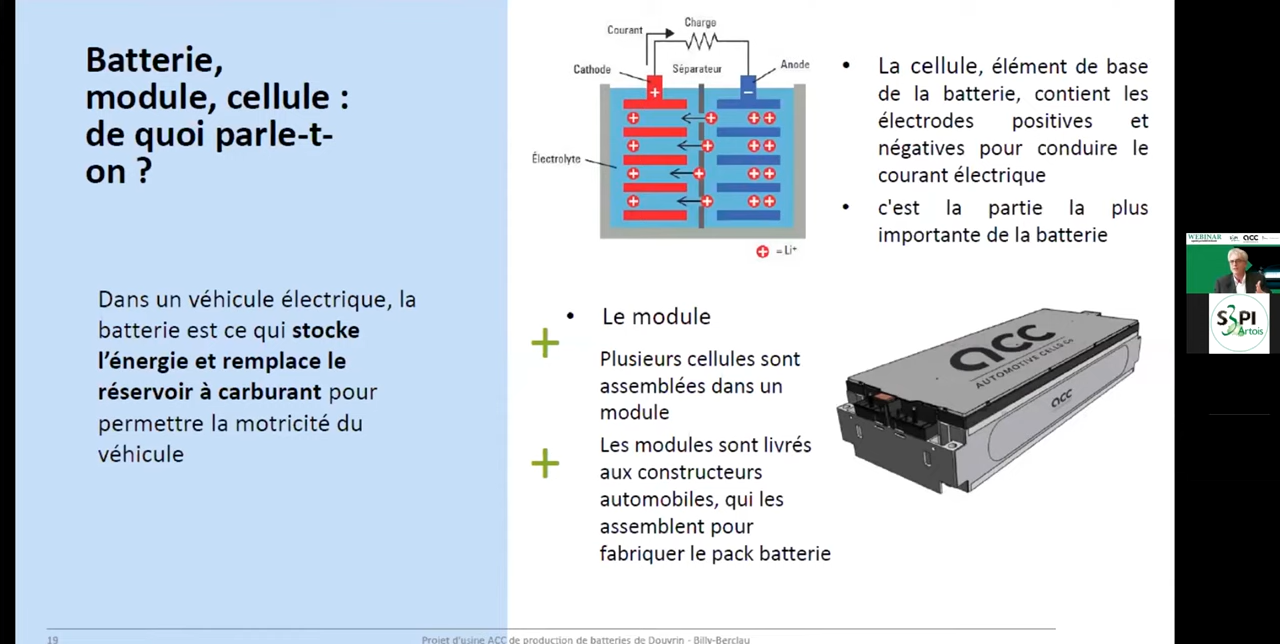 Batterie,
module, cellule :
de quoi parle-t-
on ?
Dans un véhicule électrique, la
batterie est ce qui stocke
l’énergie et remplace le
réservoir à carburant pour
permettre la motricité du
véhicule
Courant
Charge
Cathode
Séparateur
Anode
Électrolyte
= Li⁺
• La cellule, élément de base
de la batterie, contient les
électrodes positives et
négatives pour conduire le
courant électrique
• c'est la partie la plus
importante de la batterie
• Le module
Plusieurs cellules sont
assemblées dans un
module
Les modules sont livrés
aux constructeurs
automobiles, qui les
assemblent pour
fabriquer le pack batterie
acc
AUTOMOTIVE CELLS Co
acc
WEBINAR
acc
S3PI
Artois
19
Projet d'usine ACC de production de batteries de Douvrin - Billy-Berclau